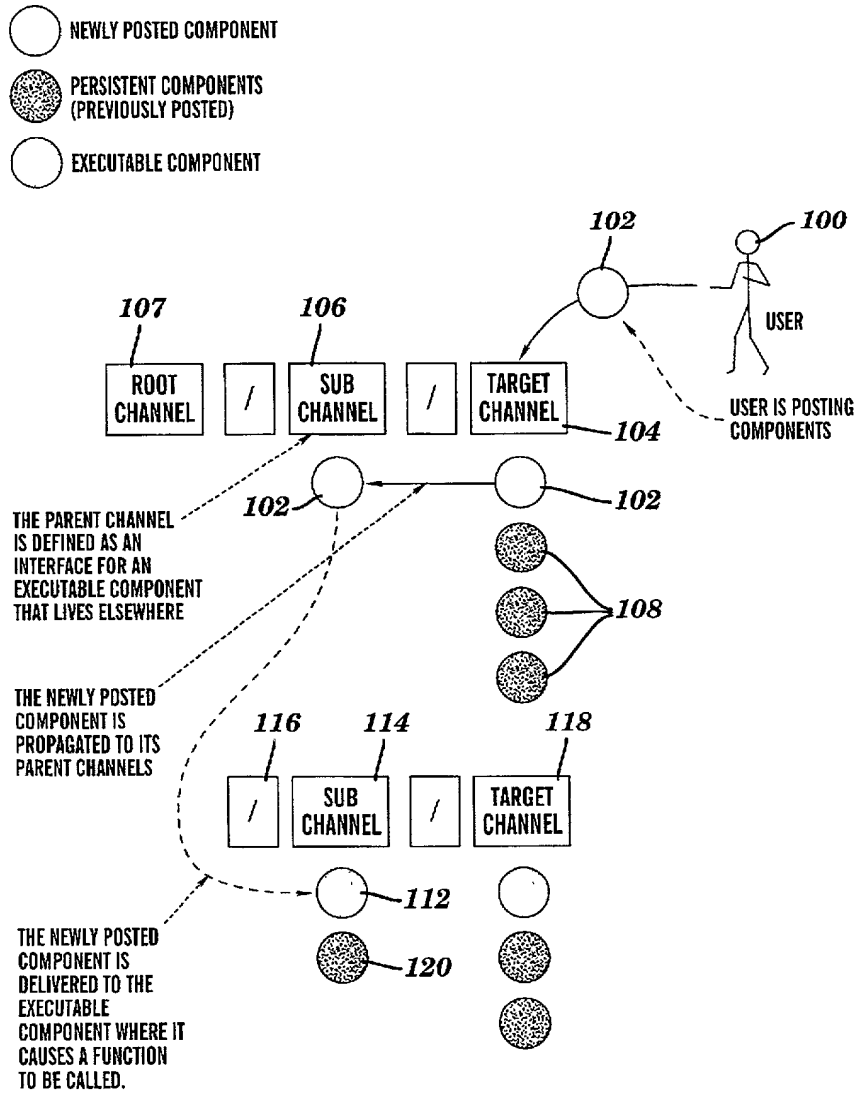 NEWLY POSTED COMPONENT
PERSISTENT COMPONENTS
(PREVIOUSLY POSTED)
EXECUTABLE COMPONENT
102
100
USER
107
106
ROOT
CHANNEL
/
SUB
CHANNEL
/
TARGET
CHANNEL
104
USER IS POSTING
COMPONENTS
102
102
THE PARENT CHANNEL
IS DEFINED AS AN
INTERFACE FOR AN
EXECUTABLE COMPONENT
THAT LIVES ELSEWHERE
108
THE NEWLY POSTED
COMPONENT IS
PROPAGATED TO ITS
PARENT CHANNELS
116
114
118
/
SUB
CHANNEL
/
TARGET
CHANNEL
112
120
THE NEWLY POSTED
COMPONENT IS
DELIVERED TO THE
EXECUTABLE
COMPONENT WHERE IT
CAUSES A FUNCTION
TO BE CALLED.